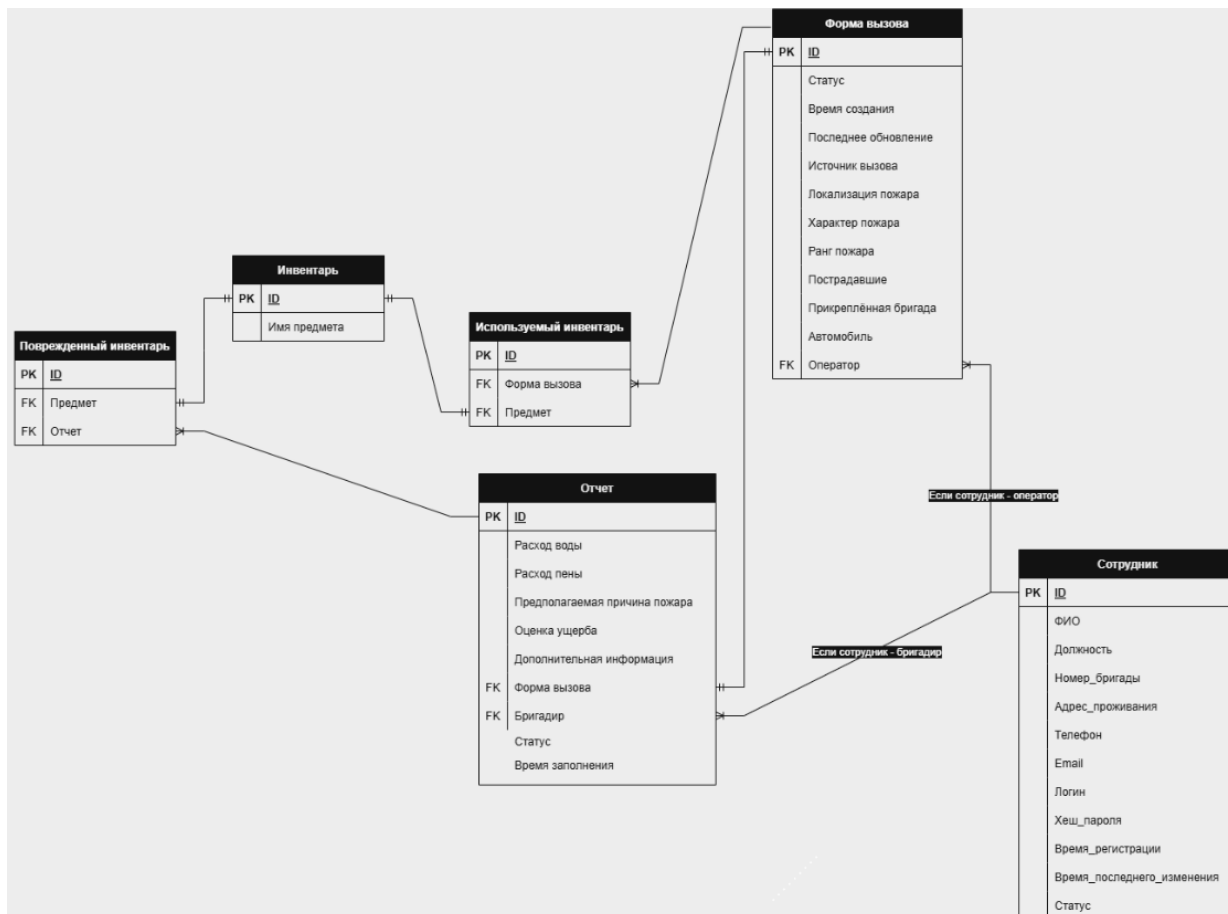 Форма вызова
PK ID
Статус
Время создания
Последнее обновление
Источник вызова
Локализация пожара
Характер пожара
Ранг пожара
Пострадавшие
Прикреплённая бригада
Автомобиль
FK Оператор
Инвентарь
PK ID
Имя предмета
Используемый инвентарь
PK ID
FK Форма вызова
FK Предмет
Поврежденный инвентарь
PK ID
FK Предмет
FK Отчет
Отчет
PK ID
Расход воды
Расход пены
Предполагаемая причина пожара
Оценка ущерба
Дополнительная информация
FK Форма вызова
FK Бригадир
Статус
Время заполнения
Если сотрудник - оператор
Если сотрудник - бригадир
Сотрудник
PK ID
ФИО
Должность
Номер_бригады
Адрес_проживания
Телефон
Email
Логин
Хеш_пароля
Время_регистрации
Время_последнего_изменения
Статус